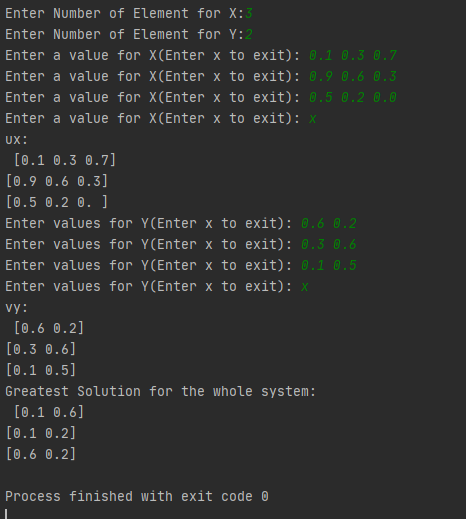 Enter Number of Element for X:3
Enter Number of Element for Y:2
Enter a value for X(Enter x to exit): 0.1 0.3 0.7
Enter a value for X(Enter x to exit): 0.9 0.6 0.3
Enter a value for X(Enter x to exit): 0.5 0.2 0.0
Enter a value for X(Enter x to exit): x
ux:
 [0.1 0.3 0.7]
[0.9 0.6 0.3]
[0.5 0.2 0. ]
Enter values for Y(Enter x to exit): 0.6 0.2
Enter values for Y(Enter x to exit): 0.3 0.6
Enter values for Y(Enter x to exit): 0.1 0.5
Enter values for Y(Enter x to exit): x
vy:
 [0.6 0.2]
[0.3 0.6]
[0.1 0.5]
Greatest Solution for the whole system:
 [0.1 0.6]
[0.1 0.2]
[0.6 0.2]
Process finished with exit code 0